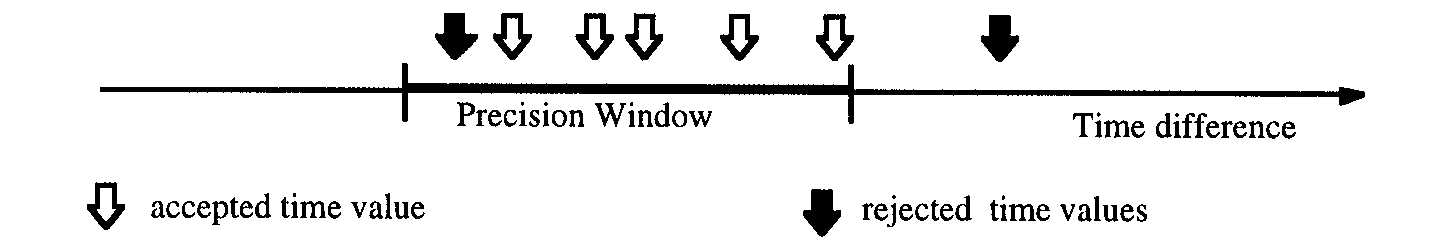 Precision Window
Time difference
accepted time value
rejected time values